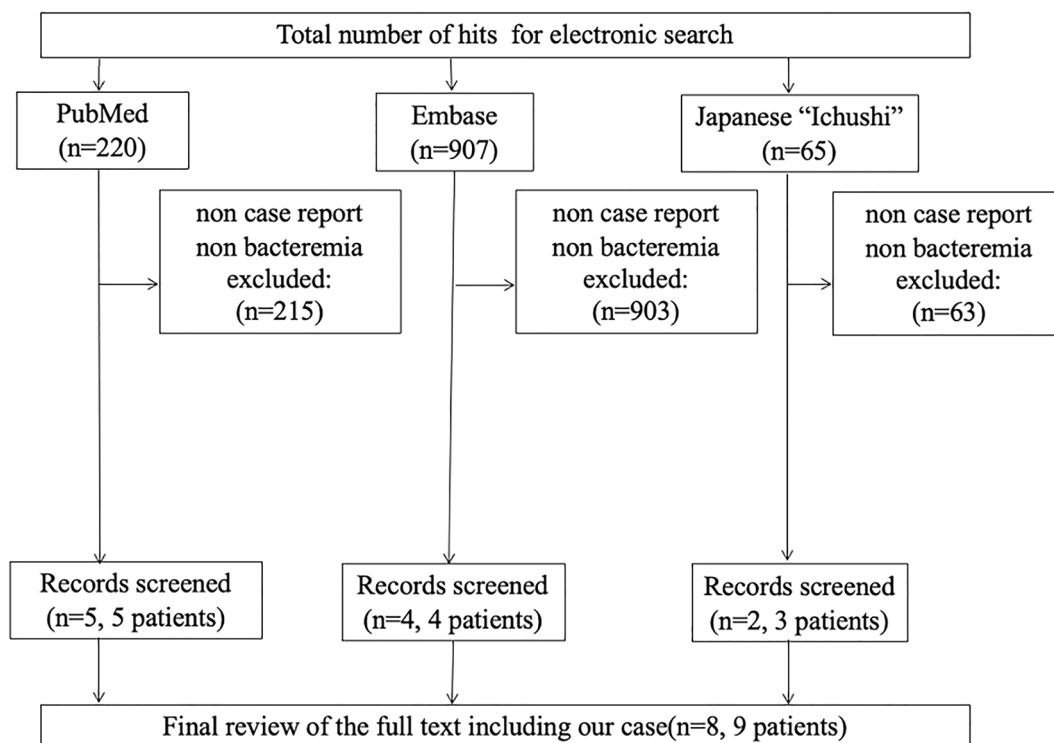 Total number of hits for electronic search
PubMed
(n=220)
Embase
(n=907)
Japanese “Ichushi”
(n=65)
non case report
non bacteremia
excluded:
(n=215)
non case report
non bacteremia
excluded:
(n=903)
non case report
non bacteremia
excluded:
(n=63)
Records screened
(n=5, 5 patients)
Records screened
(n=4, 4 patients)
Records screened
(n=2, 3 patients)
Final review of the full text including our case(n=8, 9 patients)